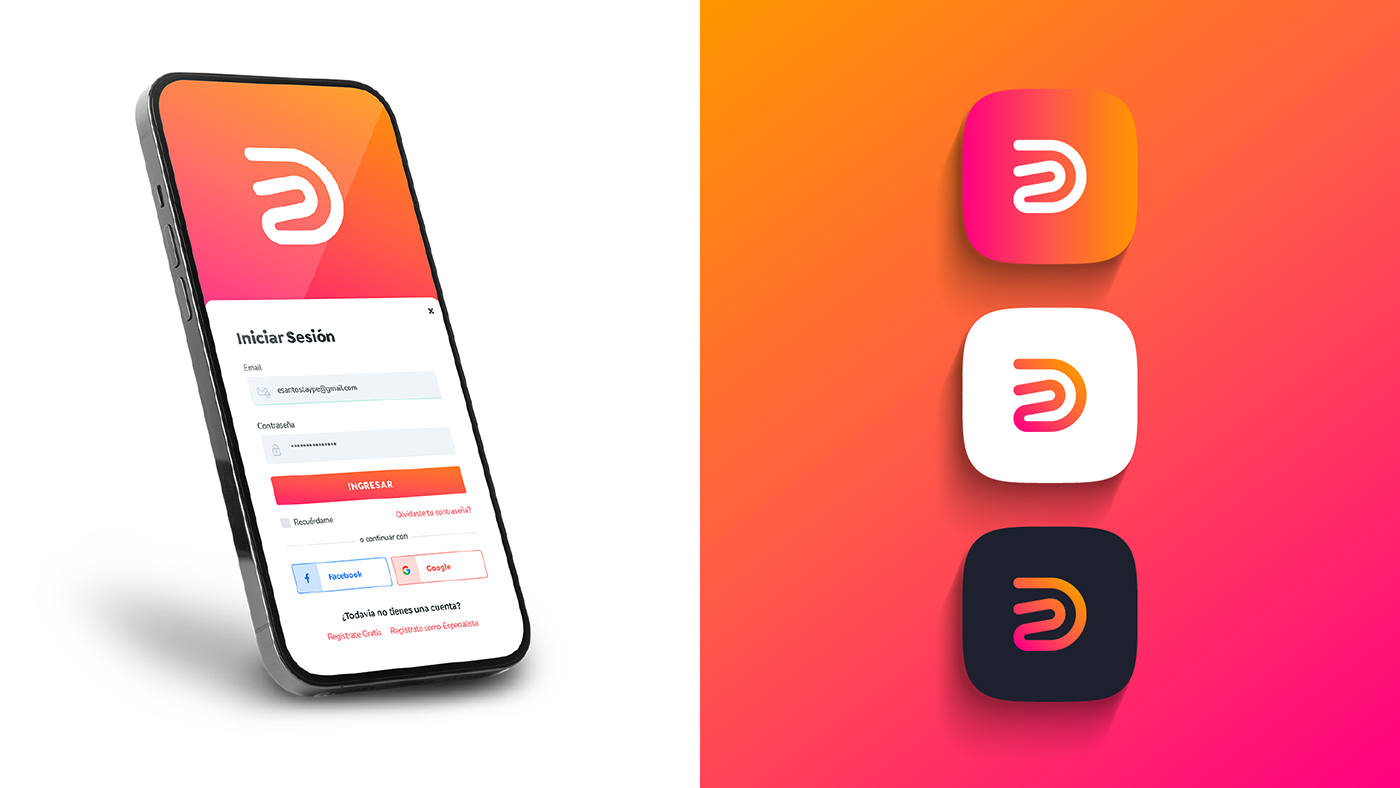 x
Iniciar Sesión
Email
esantostaype@gmail.com
Contraseña
****************
INGRESAR
Recuérdame
Olvidaste tu contraseña?
o continuar con
Facebook
Google
¿Todavía no tienes una cuenta?
Regístrate Gratis Regístrate como Especialista